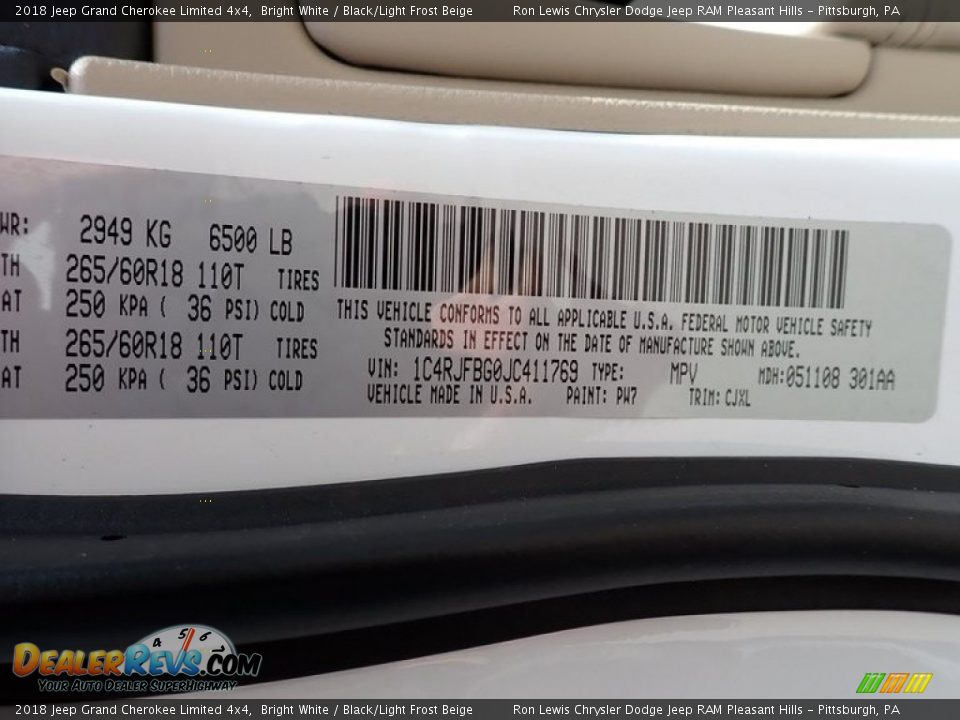 2018 Jeep Grand Cherokee Limited 4x4, Bright White / Black/Light Frost Beige Ron Lewis Chrysler Dodge Jeep RAM Pleasant Hills - Pittsburgh, PA
WR: 2949 KG 6500 LB
TH 265/60R18 110T TIRES
AT 250 KPA ( 36 PSI) COLD
TH 265/60R18 110T TIRES
AT 250 KPA ( 36 PSI) COLD
THIS VEHICLE CONFORMS TO ALL APPLICABLE U.S.A. FEDERAL MOTOR VEHICLE SAFETY
STANDARDS IN EFFECT ON THE DATE OF MANUFACTURE SHOWN ABOVE.
VIN: 1C4RJFBG0JC411769 TYPE: MPV MDH:051108 301AA
VEHICLE MADE IN U.S.A. PAINT: PW7 TRIM: CJXL
4 5 6
DealerRevs.com
Your Auto Dealer SuperHighway
2018 Jeep Grand Cherokee Limited 4x4, Bright White / Black/Light Frost Beige Ron Lewis Chrysler Dodge Jeep RAM Pleasant Hills - Pittsburgh, PA